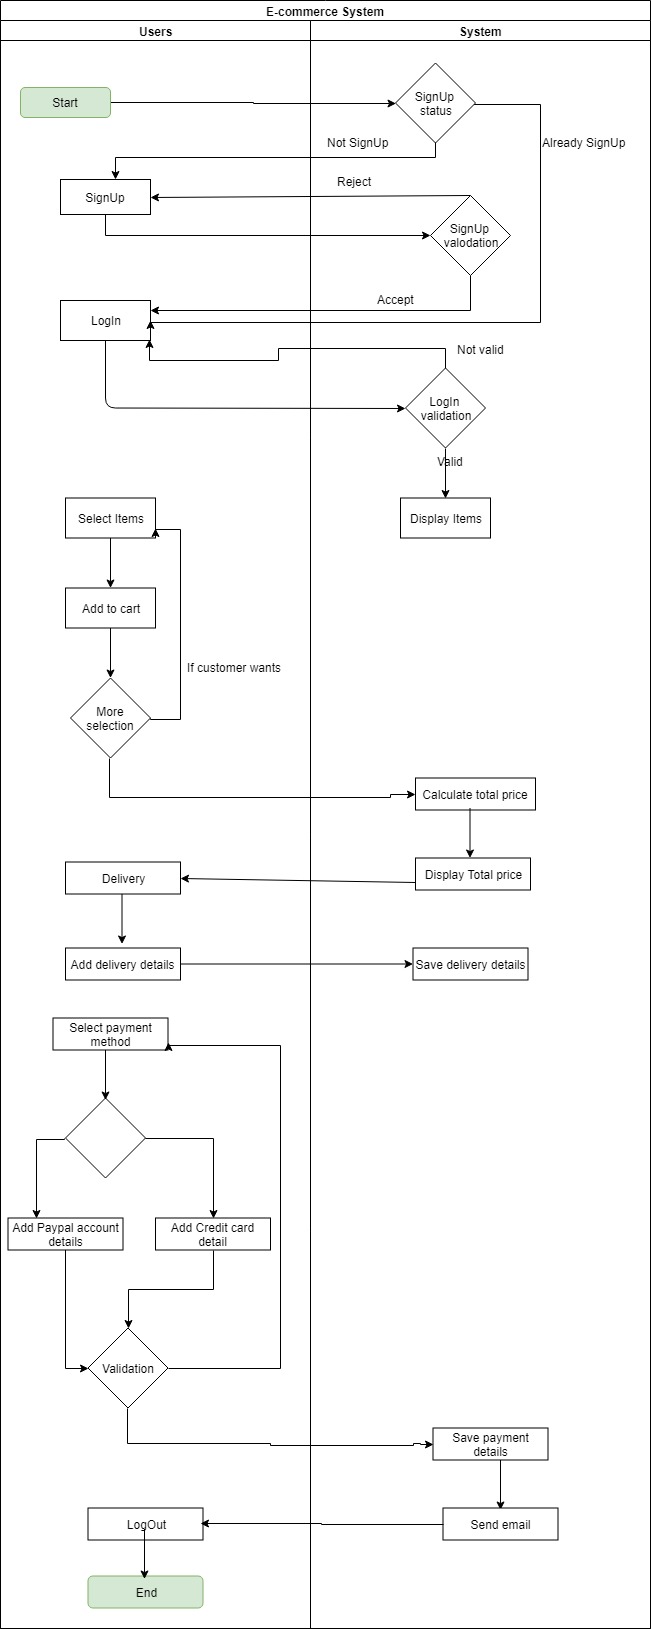 E-commerce System
Users
System
Start
SignUp
status
Not SignUp
Already SignUp
Reject
SignUp
SignUp
valodation
Accept
LogIn
Not valid
LogIn
validation
Valid
Select Items
Display Items
Add to cart
If customer wants
More
selection
Calculate total price
Delivery
Display Total price
Add delivery details
Save delivery details
Select payment
method
Add Paypal account
details
Add Credit card
detail
Validation
Save payment
details
LogOut
Send email
End